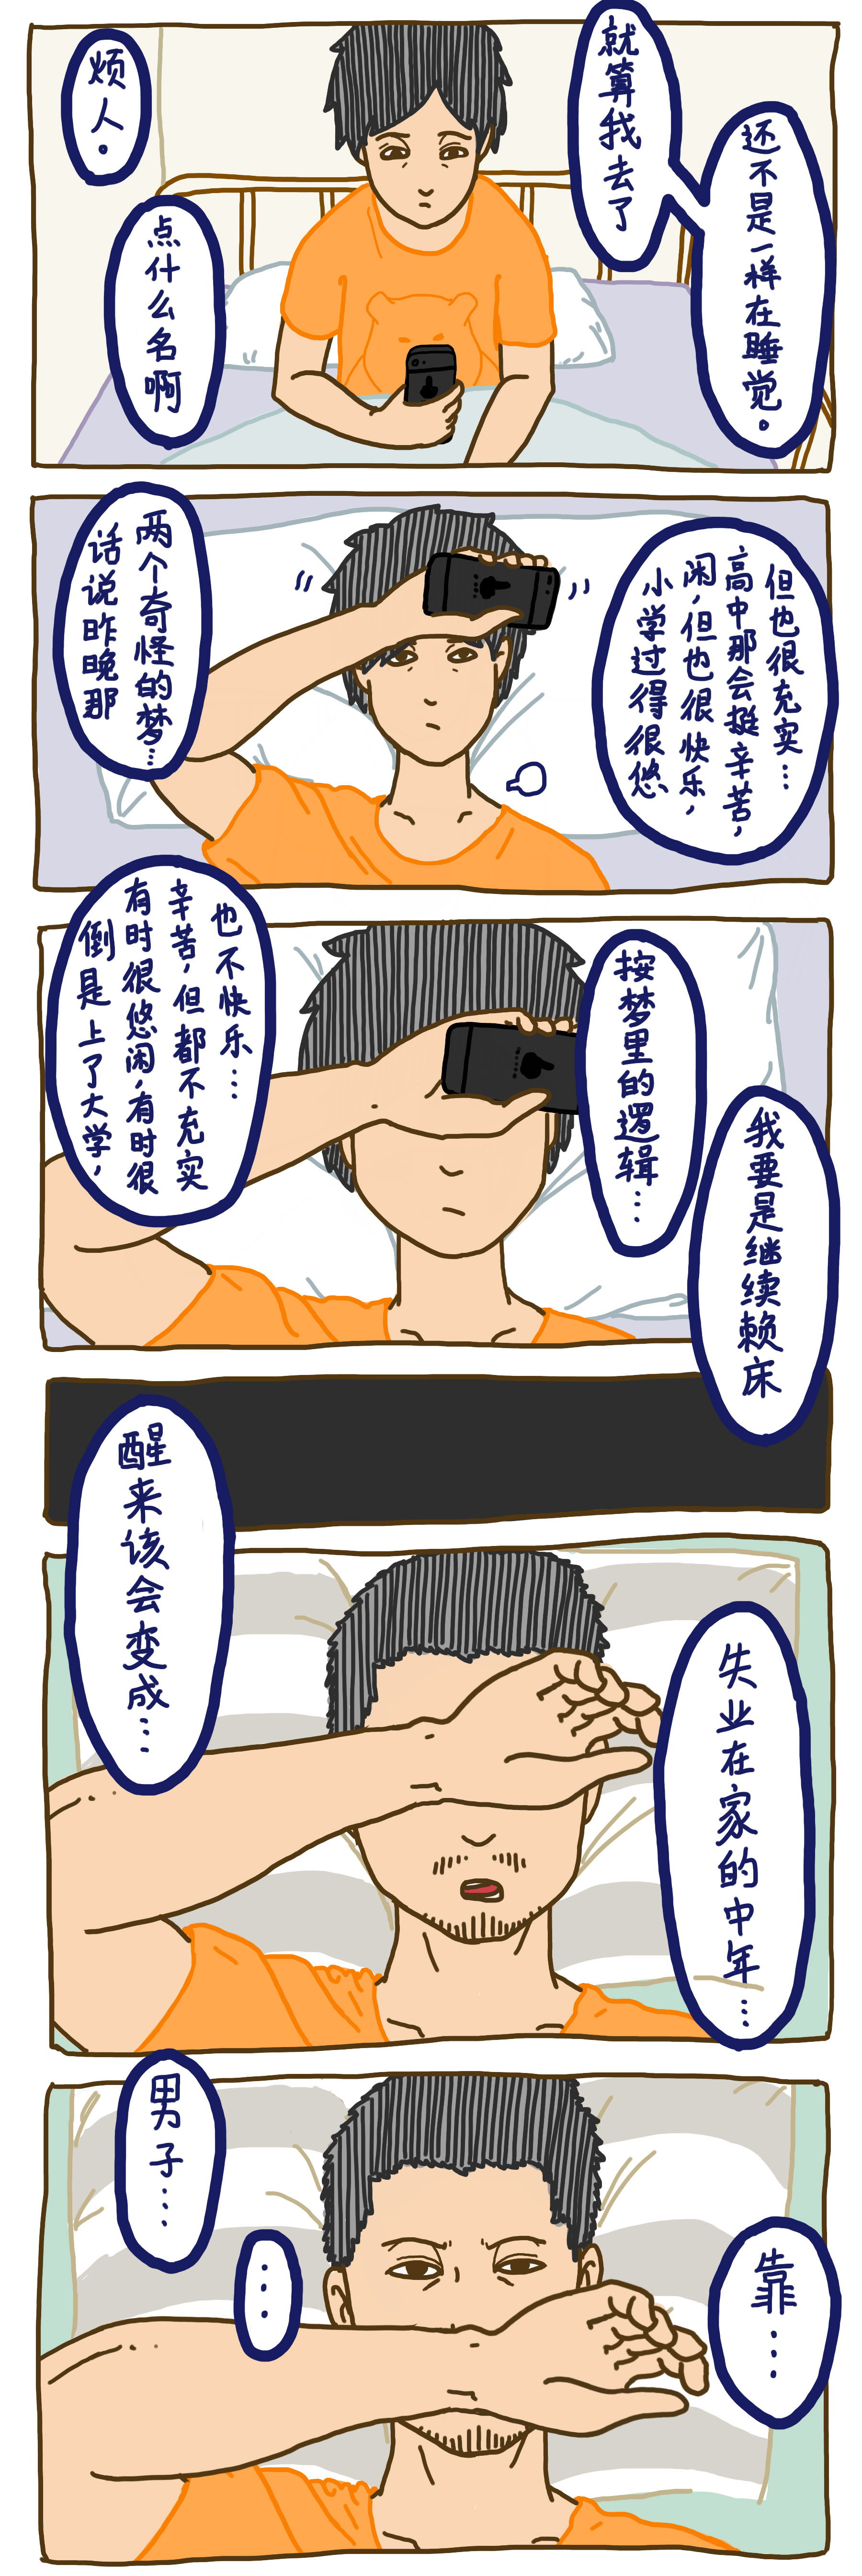 烦人。
点什么名啊
就算我去了
还不是一样在睡觉。
话说昨晚那
两个奇怪的梦…
小学过得很悠
闲,但也很快乐,
高中那会挺辛苦,
但也很充实…
倒是上了大学,
有时很悠闲,有时很
辛苦,但都不充实
也不快乐…
按梦里的逻辑…
我要是继续赖床
醒来该会变成…
失业在家的中年…
男子…
…
靠…